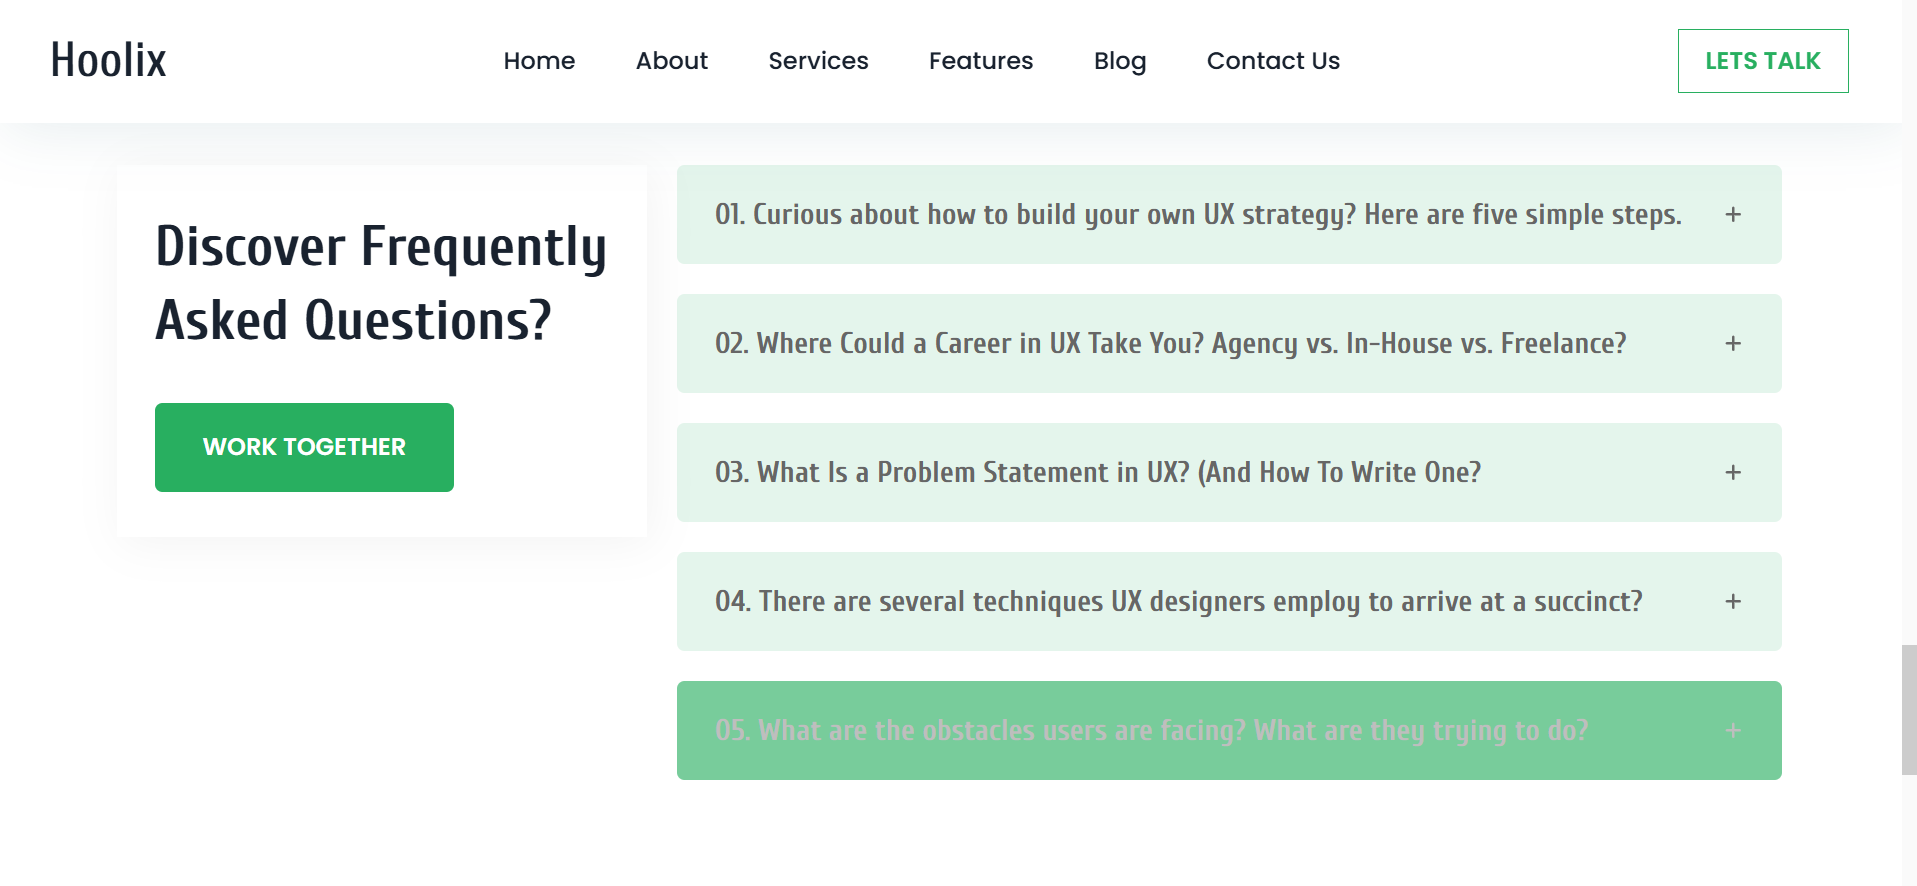 Hoolix
Home
About
Services
Features
Blog
Contact Us
LETS TALK
Discover Frequently
Asked Questions?
WORK TOGETHER
01. Curious about how to build your own UX strategy? Here are five simple steps.
+
02. Where Could a Career in UX Take You? Agency vs. In-House vs. Freelance?
+
03. What Is a Problem Statement in UX? (And How To Write One?
+
04. There are several techniques UX designers employ to arrive at a succinct?
+
05. What are the obstacles users are facing? What are they trying to do?
+